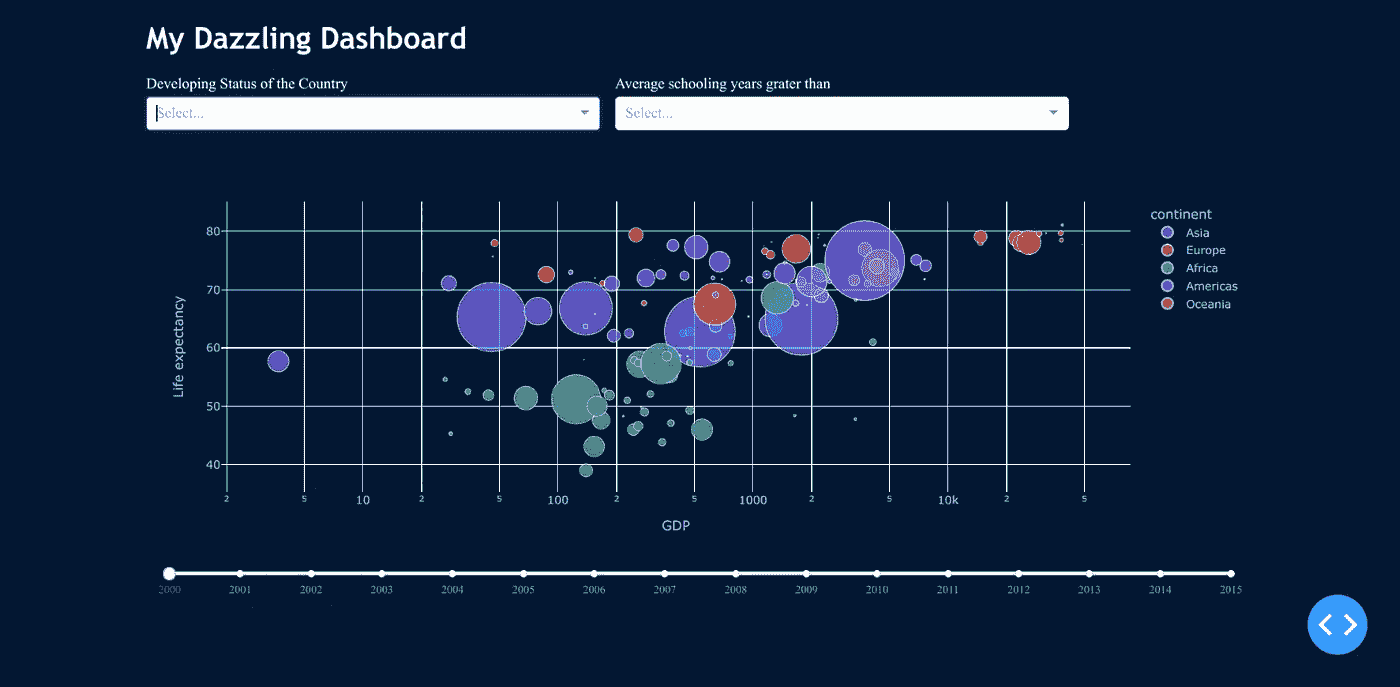 My Dazzling Dashboard
Developing Status of the Country
Average schooling years grater than
Select...
Select...
continent
Asia
Europe
Africa
Americas
Oceania
Life expectancy
80
70
60
50
40
2 5 10 2 5 100 2 5 1000 2 5 10k 2 5
GDP
2000 2001 2002 2003 2004 2005 2006 2007 2008 2009 2010 2011 2012 2013 2014 2015